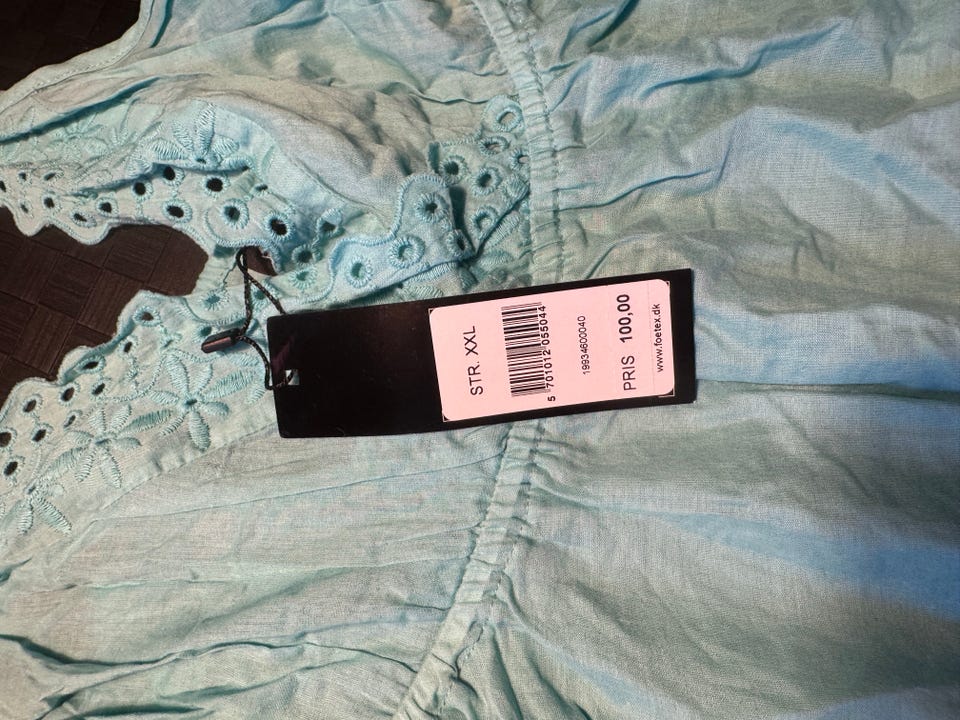 STR. XXL
5 701012 055044
19934600040
PRIS 100,00
www.foetex.dk